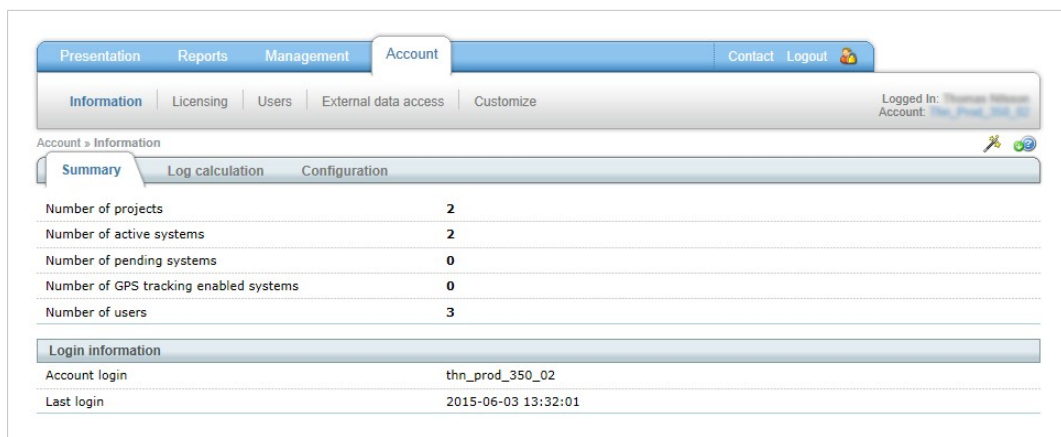 Presentation Reports Management Account Contact Logout
Information Licensing Users External data access Customize
Logged In:
Account:
Account » Information
Summary Log calculation Configuration
Number of projects 2
Number of active systems 2
Number of pending systems 0
Number of GPS tracking enabled systems 0
Number of users 3
Login information
Account login thn_prod_350_02
Last login 2015-06-03 13:32:01